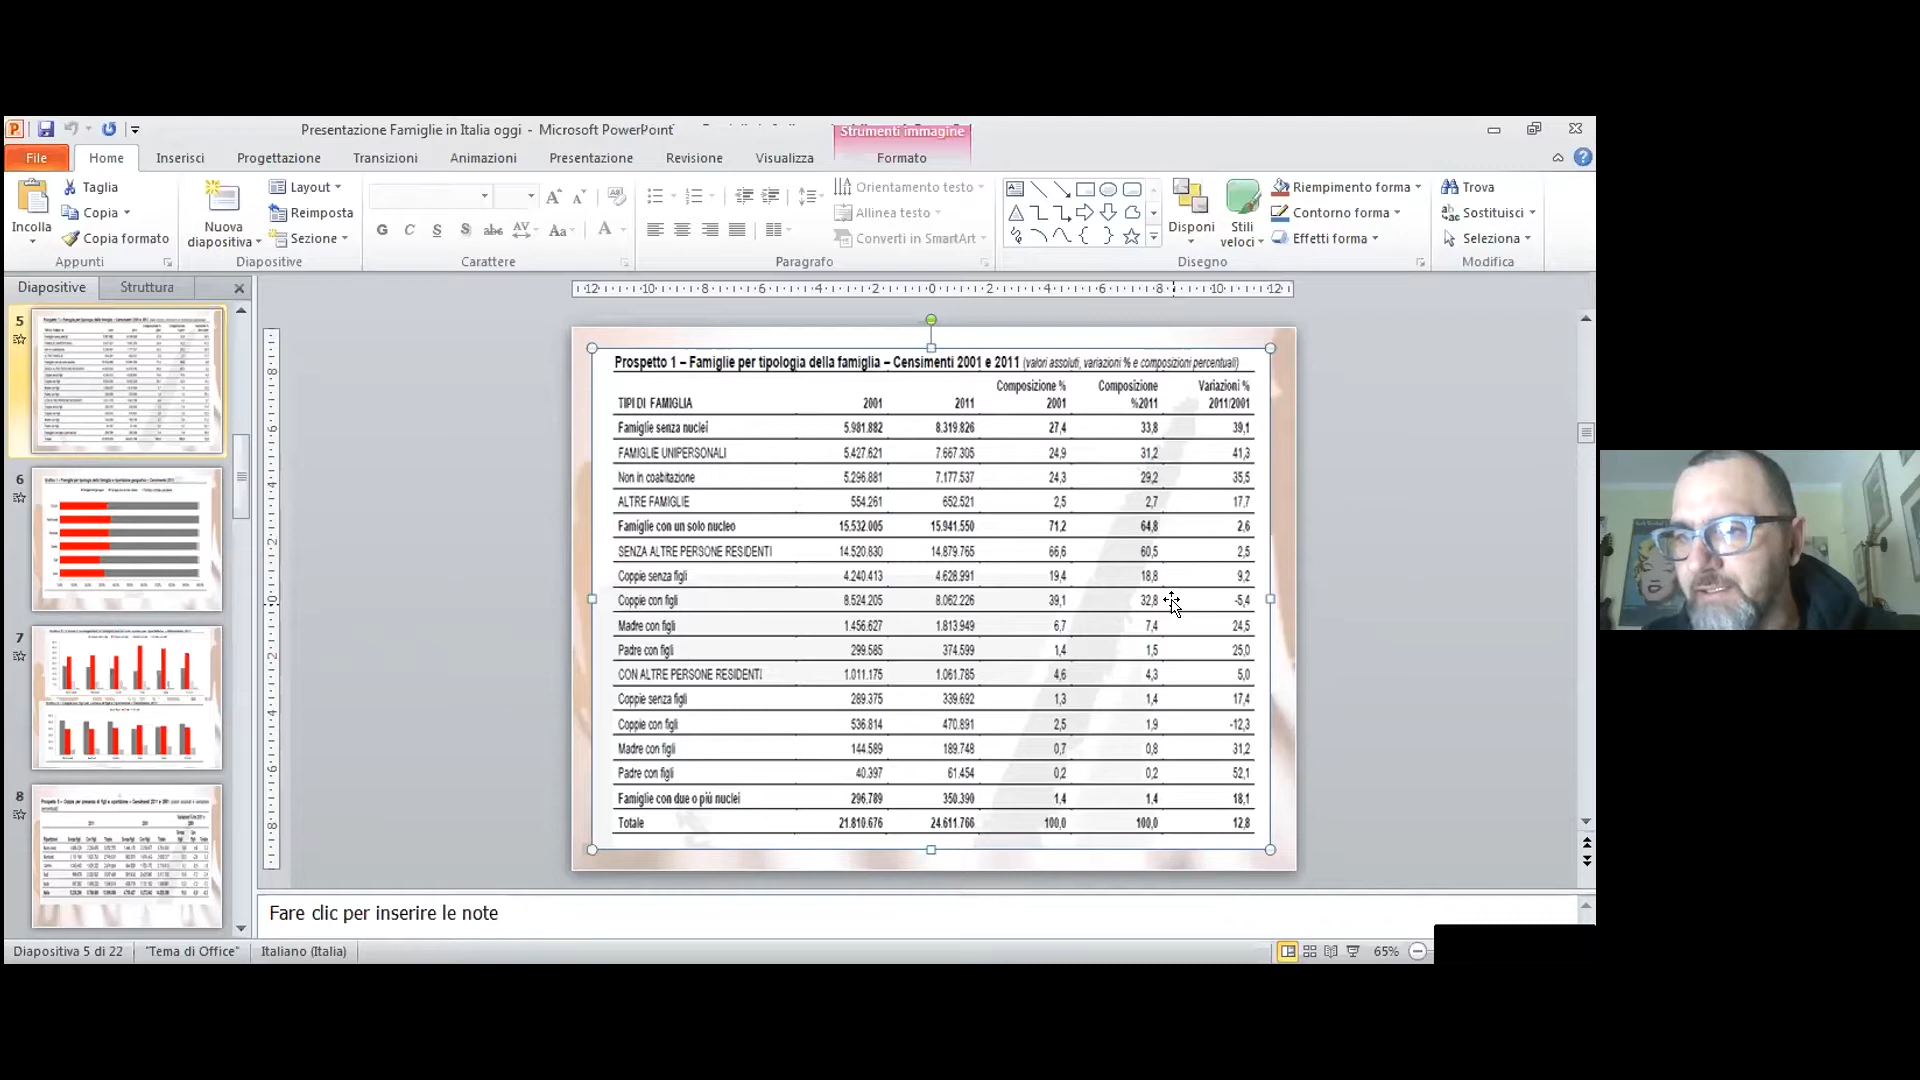 Presentazione Famiglie in Italia oggi - Microsoft PowerPoint
Strumenti immagine
File Home Inserisci Progettazione Transizioni Animazioni Presentazione Revisione Visualizza Formato
Incolla
Taglia
Copia
Copia formato
Appunti
Nuova diapositiva
Layout
Reimposta
Sezione
Diapositive
G C S S abc AV Aa A
Carattere
Orientamento testo
Allinea testo
Converti in SmartArt
Paragrafo
Disponi
Stili veloci
Riempimento forma
Contorno forma
Effetti forma
Disegno
Trova
Sostituisci
Seleziona
Modifica
Diapositive Struttura
5
6
7
8
Prospetto 1 – Famiglie per tipologia della famiglia – Censimenti 2001 e 2011 (valori assoluti, variazioni % e composizioni percentuali)
TIPI DI FAMIGLIA 2001 2011 Composizione % 2001 Composizione %2011 Variazioni % 2011/2001
Famiglie senza nuclei 5.981.882 8.319.826 27,4 33,8 39,1
FAMIGLIE UNIPERSONALI 5.427.621 7.667.305 24,9 31,2 41,3
Non in coabitazione 5.296.881 7.177.537 24,3 29,2 35,5
ALTRE FAMIGLIE 554.261 652.521 2,5 2,7 17,7
Famiglie con un solo nucleo 15.532.005 15.941.550 71,2 64,8 2,6
SENZA ALTRE PERSONE RESIDENTI 14.520.830 14.879.765 66,6 60,5 2,5
Coppie senza figli 4.240.413 4.628.991 19,4 18,8 9,2
Coppie con figli 8.524.205 8.062.226 39,1 32,8 -5,4
Madre con figli 1.456.627 1.813.949 6,7 7,4 24,5
Padre con figli 299.585 374.599 1,4 1,5 25,0
CON ALTRE PERSONE RESIDENTI 1.011.175 1.061.785 4,6 4,3 5,0
Coppie senza figli 289.375 339.692 1,3 1,4 17,4
Coppie con figli 536.814 470.891 2,5 1,9 -12,3
Madre con figli 144.589 189.748 0,7 0,8 31,2
Padre con figli 40.397 61.454 0,2 0,2 52,1
Famiglie con due o più nuclei 296.789 350.390 1,4 1,4 18,1
Totale 21.810.676 24.611.766 100,0 100,0 12,8
Fare clic per inserire le note
Diapositiva 5 di 22 "Tema di Office" Italiano (Italia) 65%